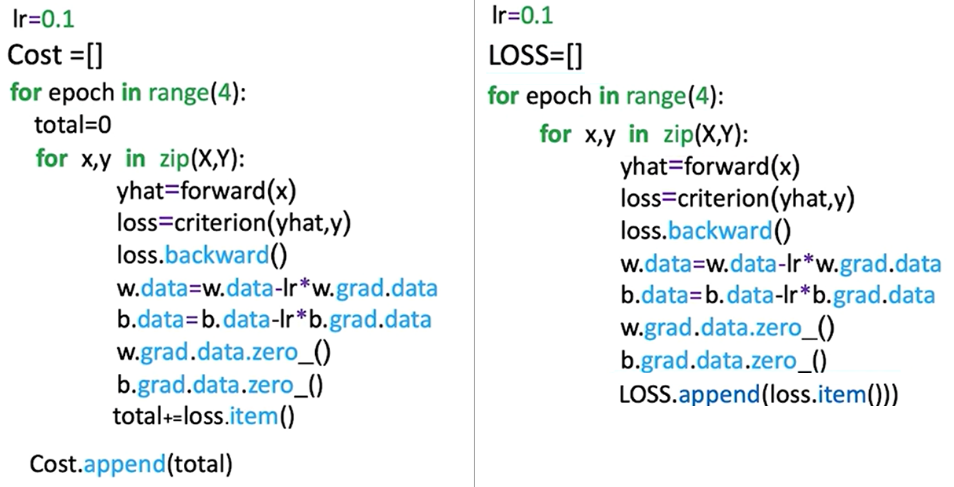 lr=0.1
Cost =[]
for epoch in range(4):
total=0
for x,y in zip(X,Y):
yhat=forward(x)
loss=criterion(yhat,y)
loss.backward()
w.data=w.data-lr*w.grad.data
b.data=b.data-lr*b.grad.data
w.grad.data.zero_()
b.grad.data.zero_()
total+=loss.item()
Cost.append(total)
lr=0.1
LOSS=[]
for epoch in range(4):
for x,y in zip(X,Y):
yhat=forward(x)
loss=criterion(yhat,y)
loss.backward()
w.data=w.data-lr*w.grad.data
b.data=b.data-lr*b.grad.data
w.grad.data.zero_()
b.grad.data.zero_()
LOSS.append(loss.item()))